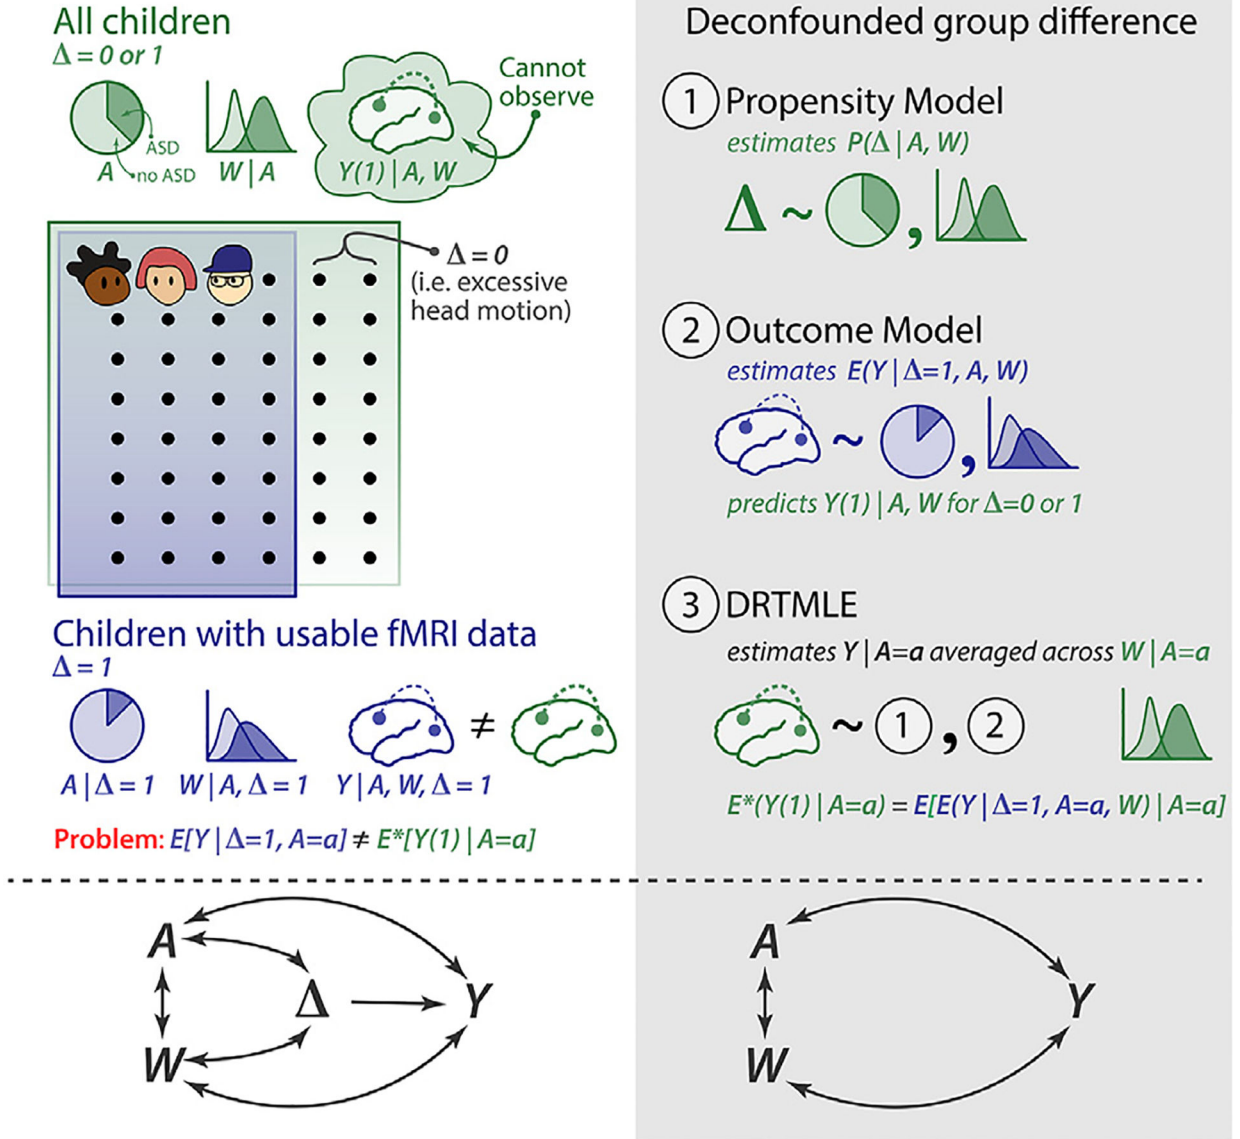 All children
Δ = 0 or 1
ASD
A
no ASD
W | A
Y(1) | A, W
Cannot
observe
Δ = 0
(i.e. excessive
head motion)
Children with usable fMRI data
Δ = 1
≠
A | Δ = 1
W | A, Δ = 1
Y | A, W, Δ = 1
Problem: E[Y | Δ=1, A=a] ≠ E*[Y(1) | A=a]
A
Δ
Y
W
Deconfounded group difference
1 Propensity Model
estimates P(Δ | A, W)
Δ ~ ,
2 Outcome Model
estimates E(Y | Δ=1, A, W)
~ ,
predicts Y(1) | A, W for Δ=0 or 1
3 DRTMLE
estimates Y | A=a averaged across W | A=a
~ 1 , 2
E*(Y(1) | A=a) = E[E(Y | Δ=1, A=a, W) | A=a]
A
Y
W